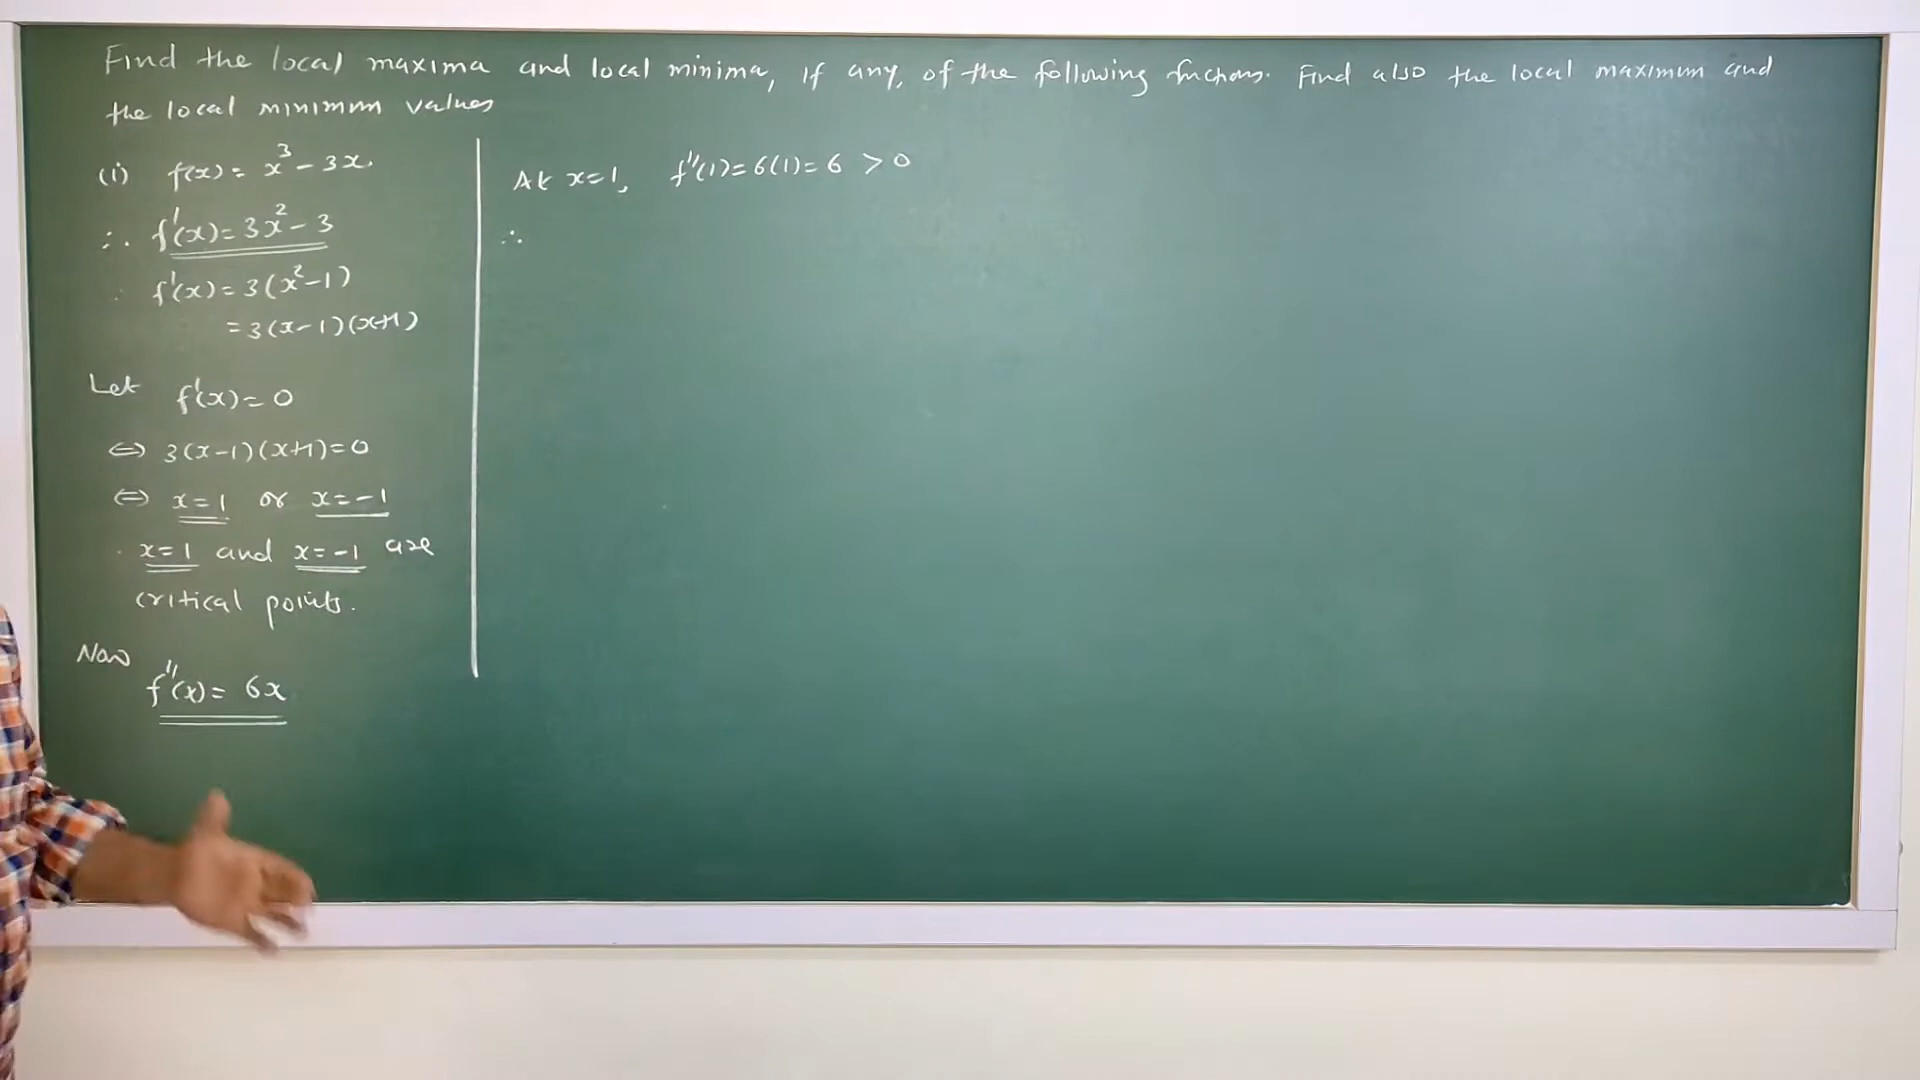 Find the local maxima and local minima, if any, of the following functions. Find also the local maximum and
the local minimum values
(i) f(x) = x³ - 3x.
∴ f'(x) = 3x² - 3
f'(x) = 3(x² - 1)
= 3(x-1)(x+1)
Let f'(x) = 0
⇔ 3(x-1)(x+1) = 0
⇔ x = 1 or x = -1
x = 1 and x = -1 are
critical points.
Now
f''(x) = 6x
At x = 1, f''(1) = 6(1) = 6 > 0
∴